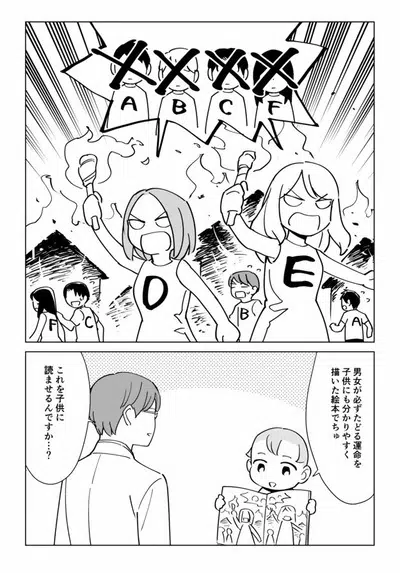 A B C F
D
E
F
C
B
A
男女が必ずたどる運命を
子供にも分かりやすく
描いた絵本でちゅ
これを子供に
読ませるんですか…?